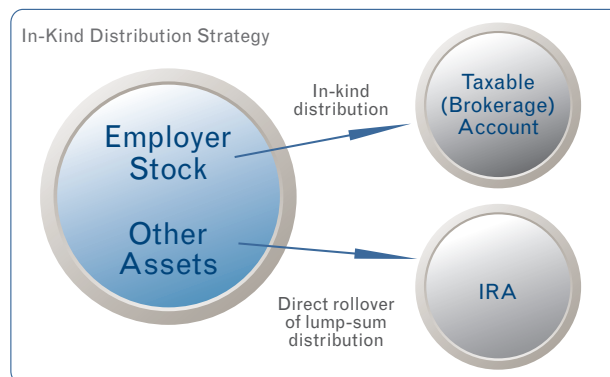 In-Kind Distribution Strategy
Employer
Stock
Other
Assets
In-kind
distribution
Taxable
(Brokerage)
Account
Direct rollover
of lump-sum
distribution
IRA